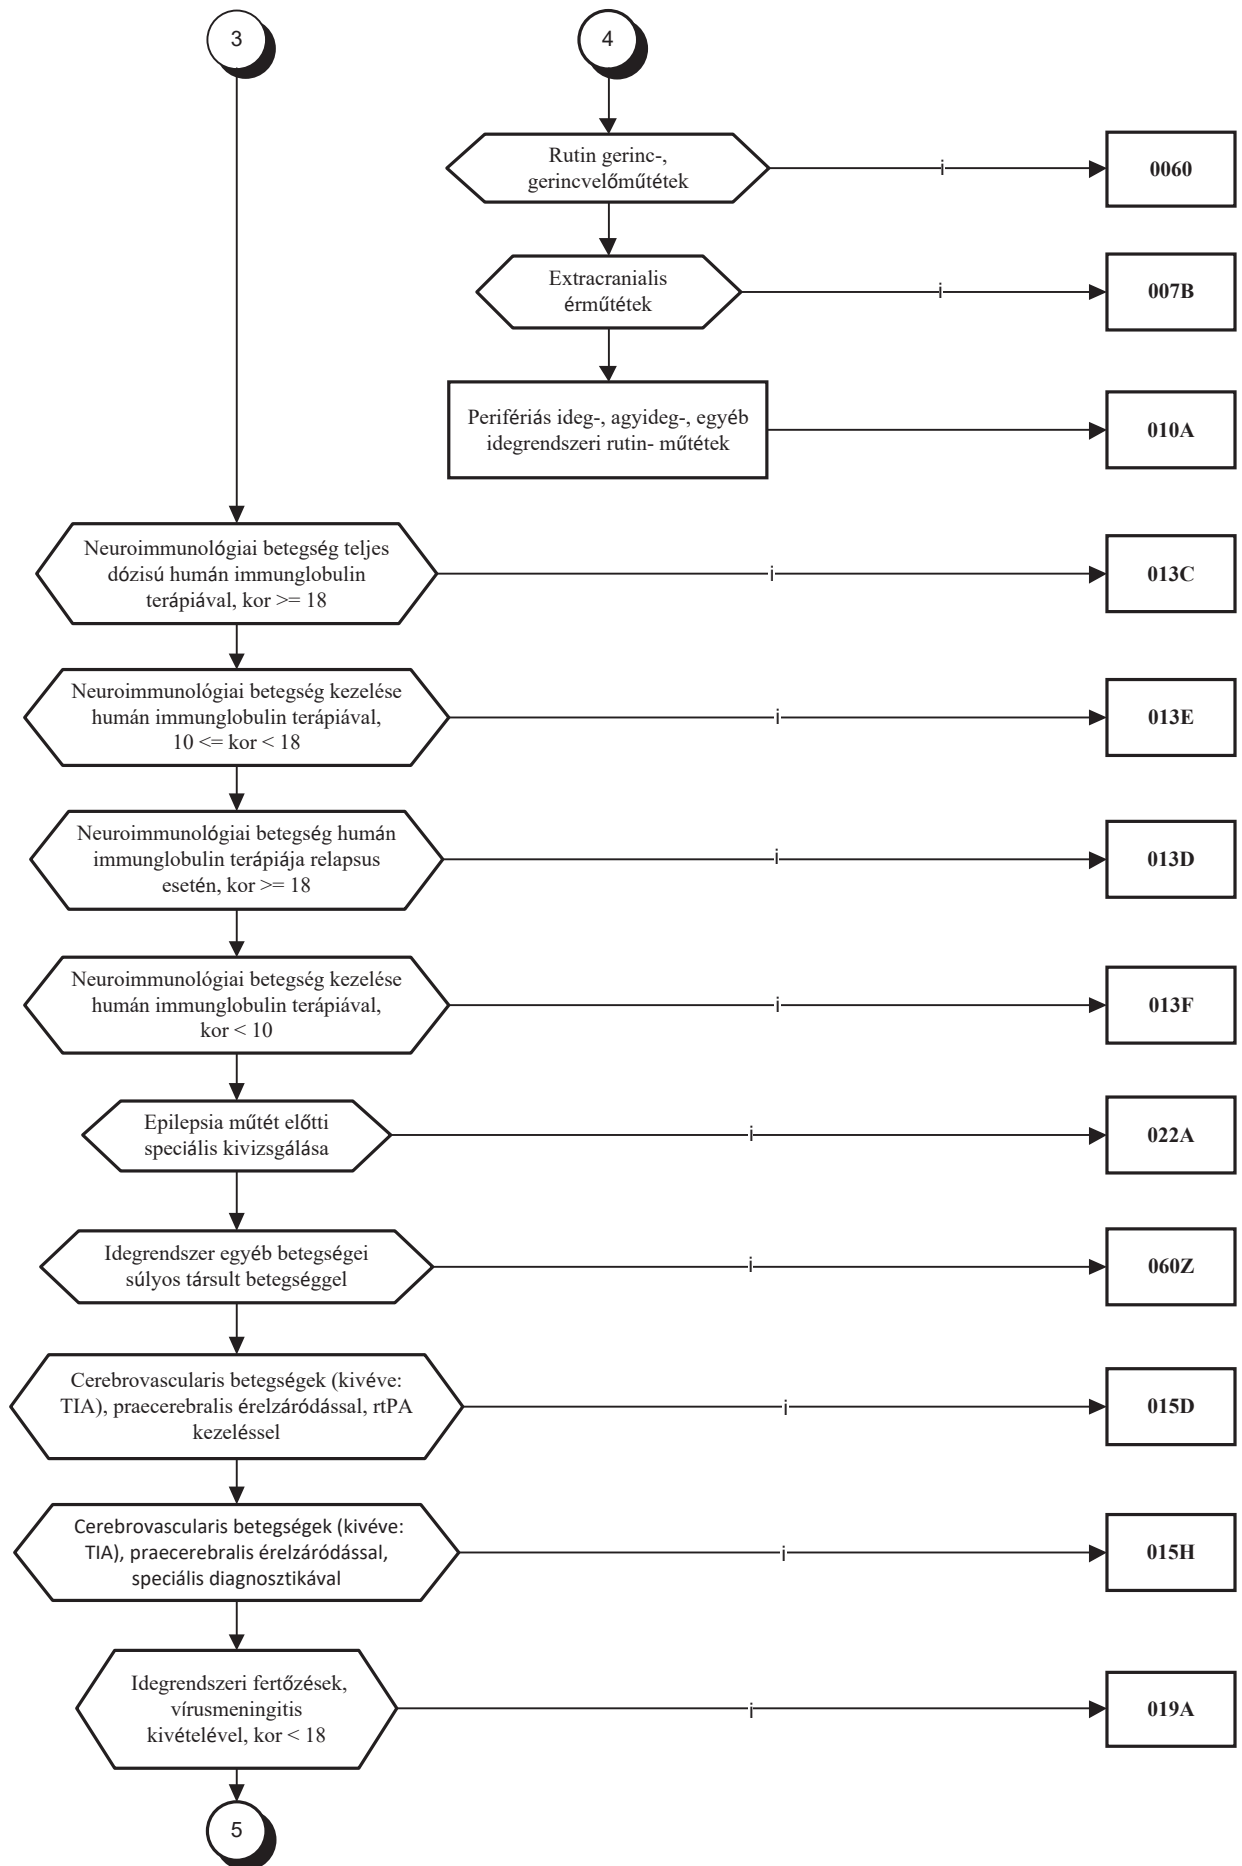 3
4
Rutin gerinc-,
gerincvelőműtétek
i
0060
Extracranialis
érműtétek
i
007B
Perifériás ideg-, agyideg-, egyéb
idegrendszeri rutin- műtétek
010A
Neuroimmunológiai betegség teljes
dózisú humán immunglobulin
terápiával, kor >= 18
i
013C
Neuroimmunológiai betegség kezelése
humán immunglobulin terápiával,
10 <= kor < 18
i
013E
Neuroimmunológiai betegség humán
immunglobulin terápiája relapsus
esetén, kor >= 18
i
013D
Neuroimmunológiai betegség kezelése
humán immunglobulin terápiával,
kor < 10
i
013F
Epilepsia műtét előtti
speciális kivizsgálása
i
022A
Idegrendszer egyéb betegségei
súlyos társult betegséggel
i
060Z
Cerebrovascularis betegségek (kivéve:
TIA), praecerebralis érelzáródással, rtPA
kezeléssel
i
015D
Cerebrovascularis betegségek (kivéve:
TIA), praecerebralis érelzáródással,
speciális diagnosztikával
i
015H
Idegrendszeri fertőzések,
vírusmeningitis
kivételével, kor < 18
i
019A
5